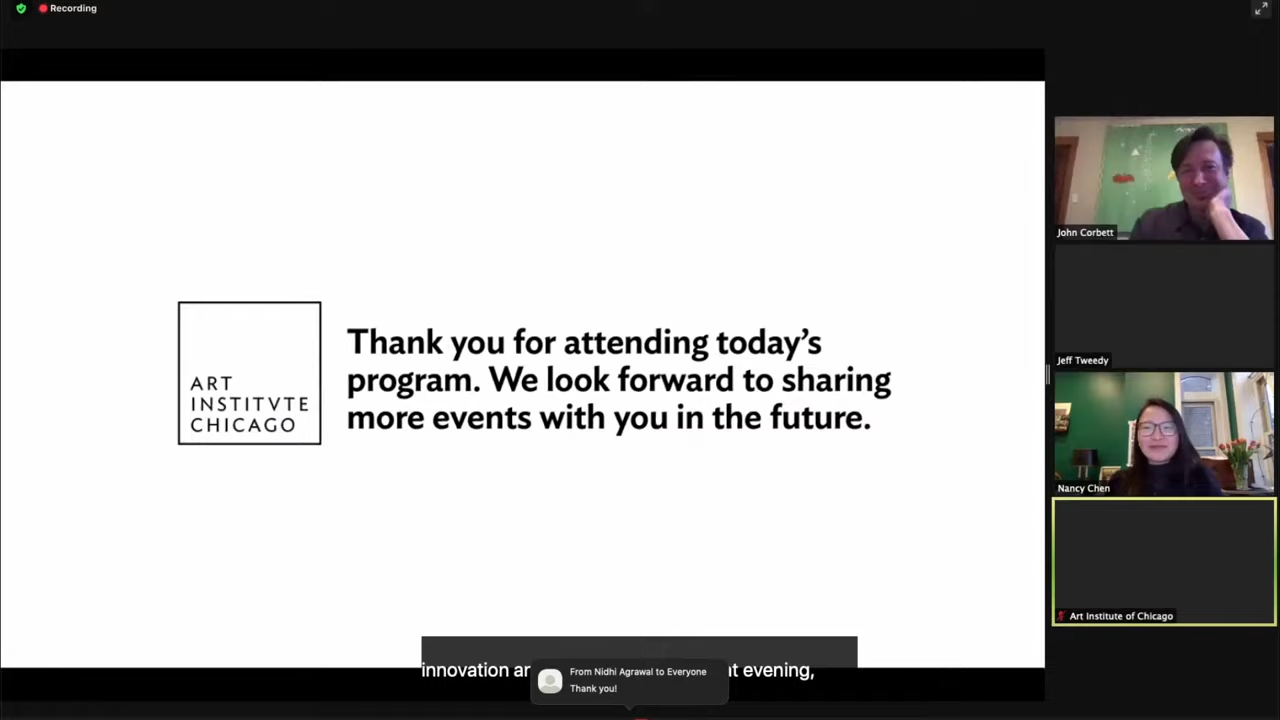 Recording
ART
INSTITVTE
CHICAGO
Thank you for attending today's
program. We look forward to sharing
more events with you in the future.
John Corbett
Jeff Tweedy
Nancy Chen
Art Institute of Chicago
innovation evening,
From Nidhi Agrawal to Everyone
Thank you!